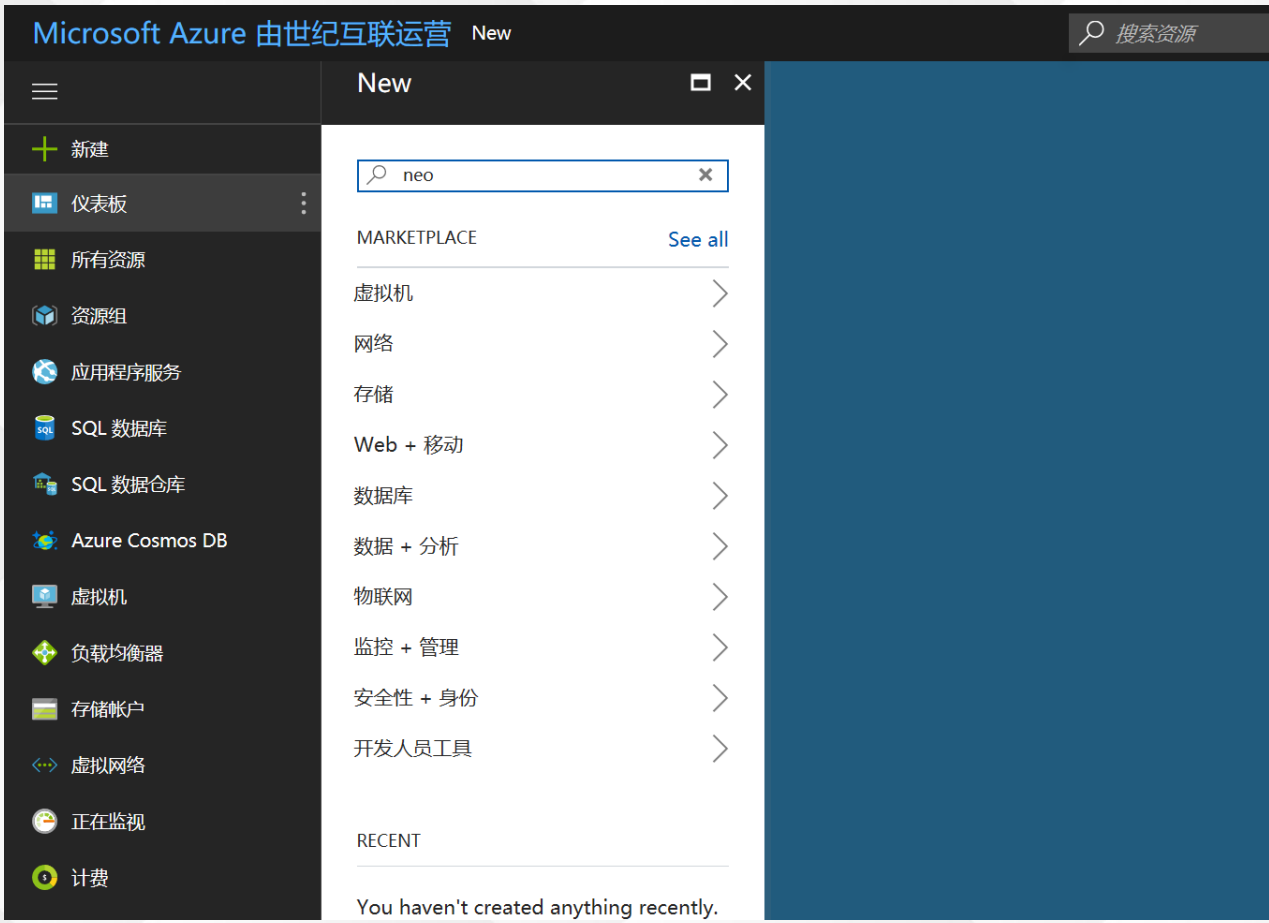 Microsoft Azure 由世纪互联运营 New 搜索资源
New
新建
仪表板
所有资源
资源组
应用程序服务
SQL 数据库
SQL 数据仓库
Azure Cosmos DB
虚拟机
负载均衡器
存储帐户
虚拟网络
正在监视
计费
neo
MARKETPLACE See all
虚拟机
网络
存储
Web + 移动
数据库
数据 + 分析
物联网
监控 + 管理
安全性 + 身份
开发人员工具
RECENT
You haven't created anything recently.